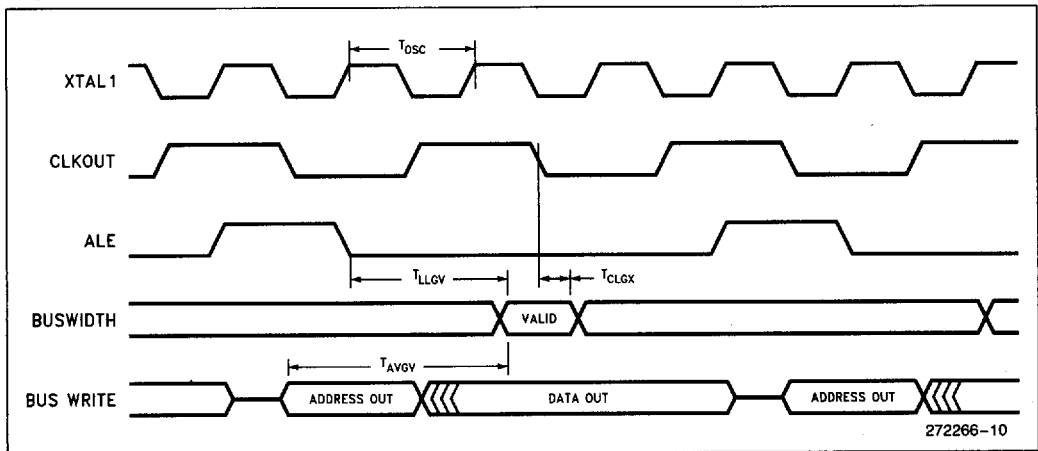 T_OSC
XTAL1
CLKOUT
ALE
T_LLGV
T_CLGX
BUSWIDTH
VALID
T_AVGV
BUS WRITE
ADDRESS OUT
DATA OUT
ADDRESS OUT
272266-10